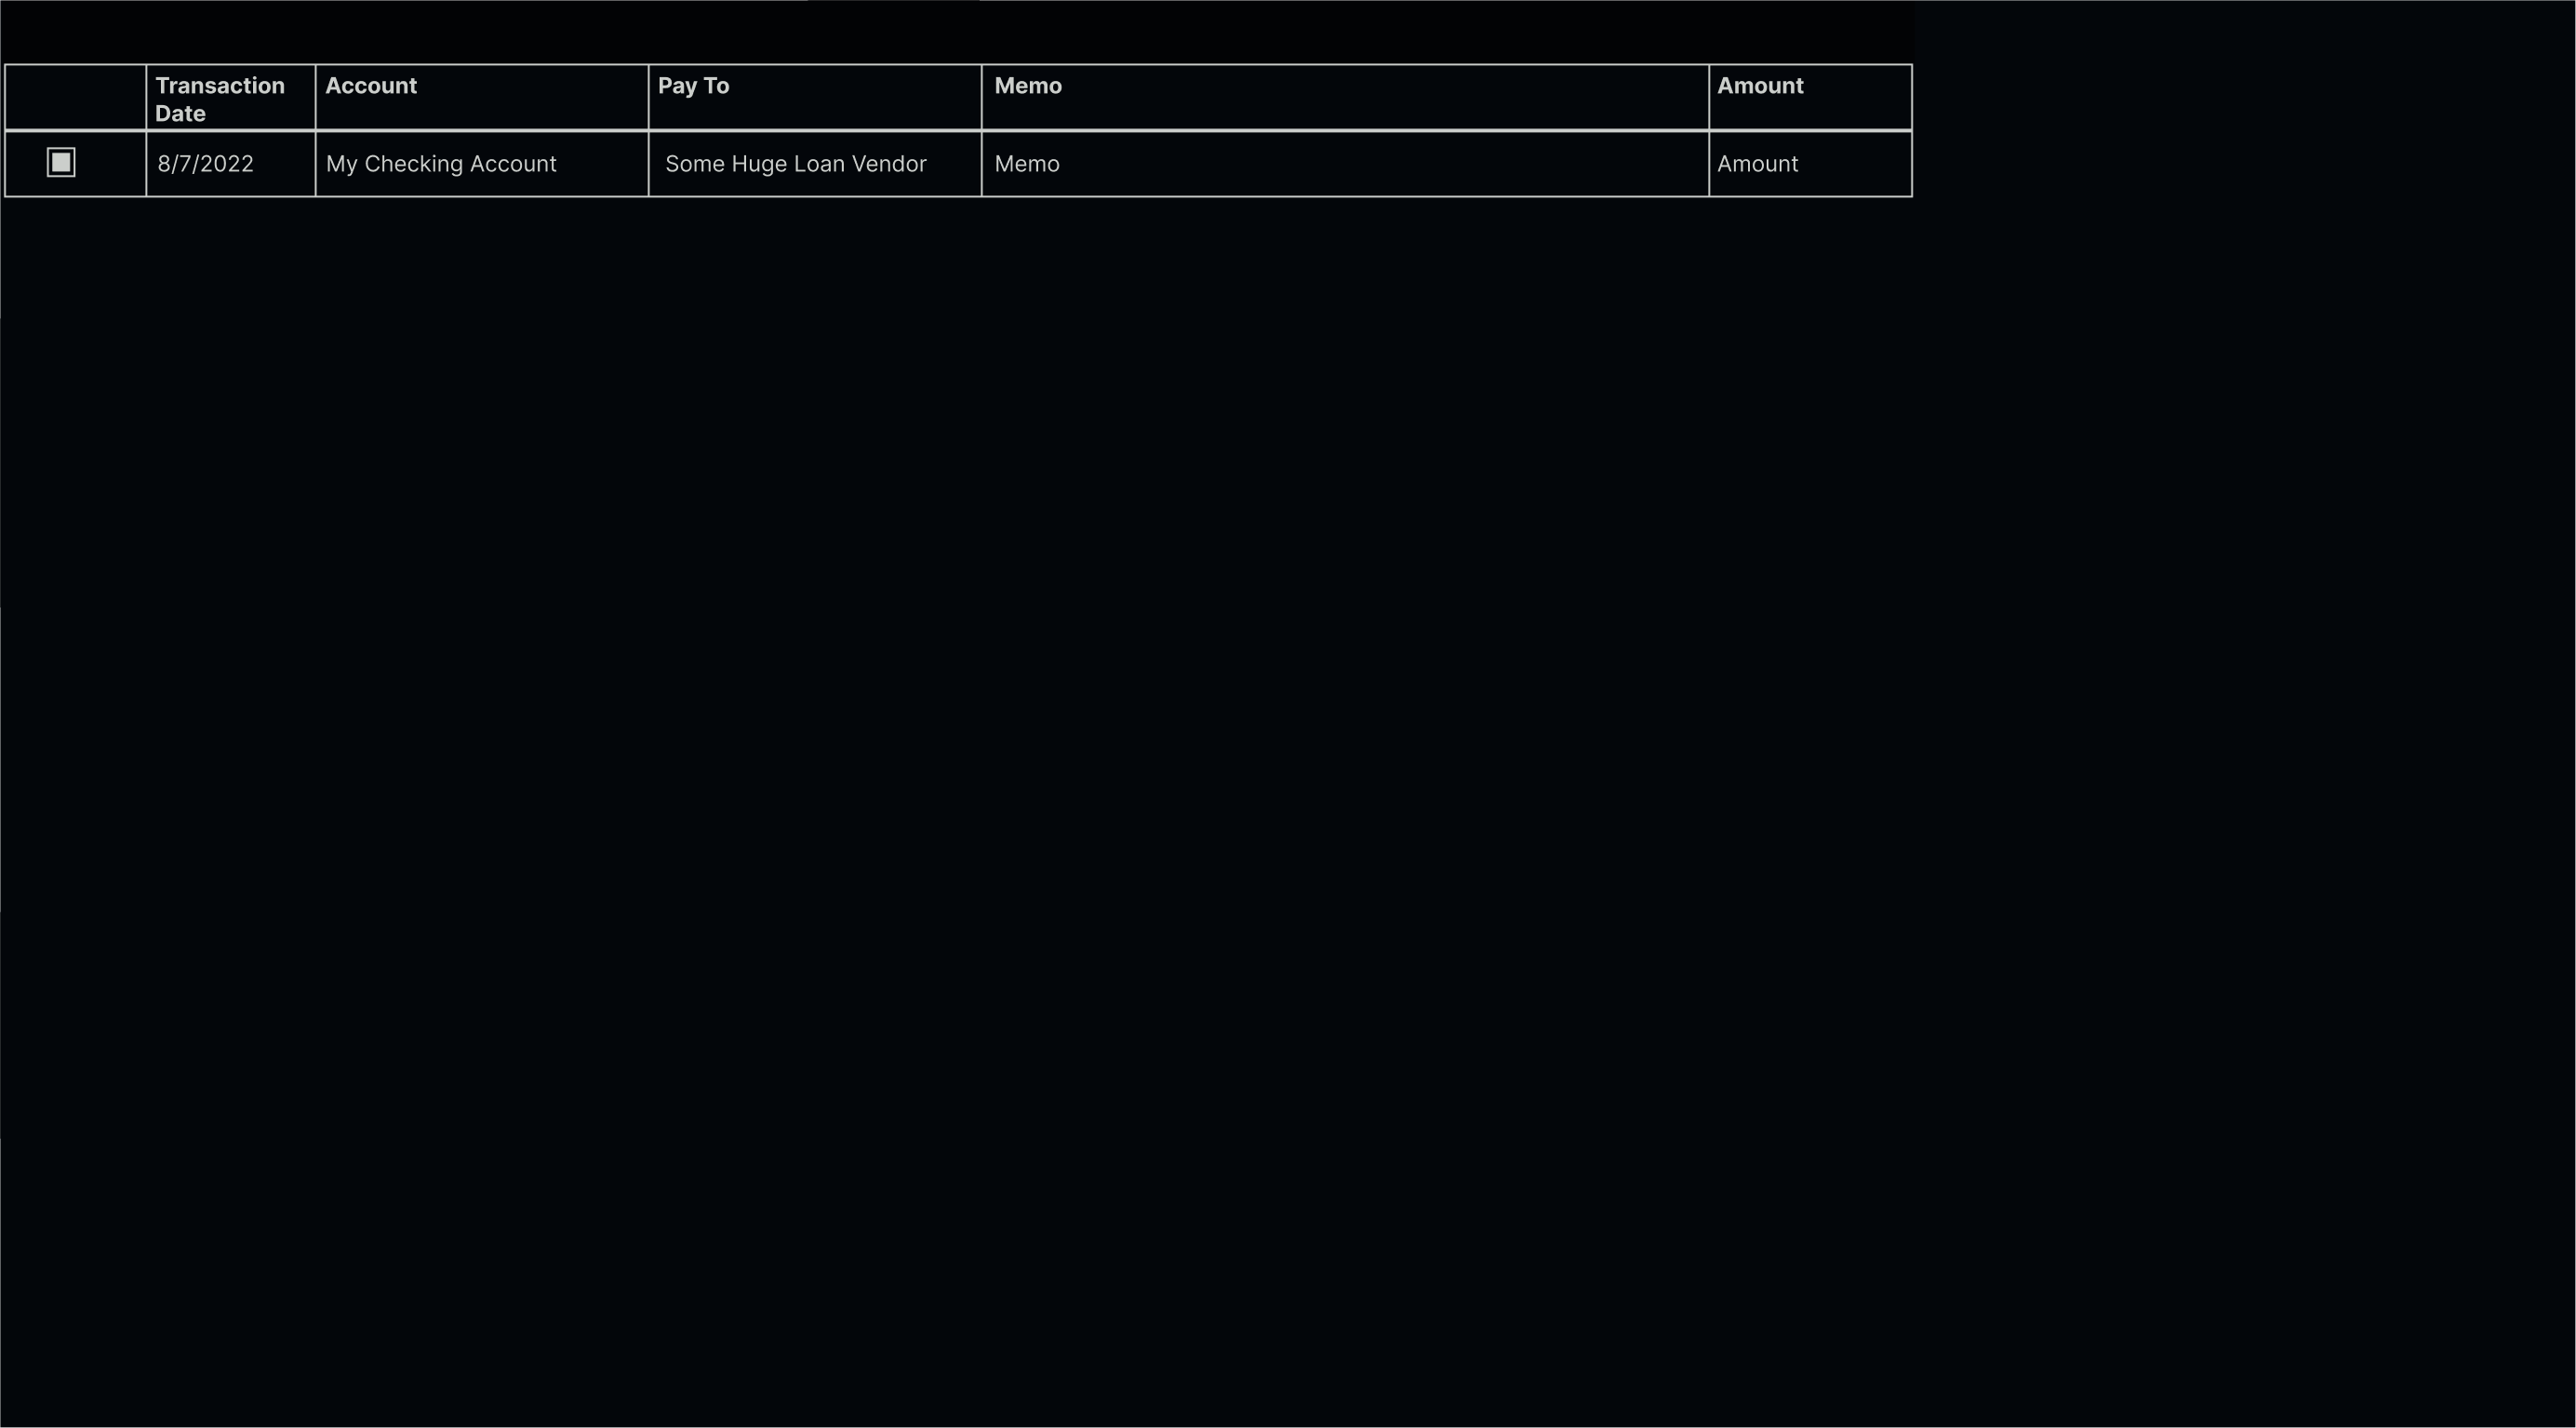 Transaction Date Account Pay To Memo Amount
8/7/2022 My Checking Account Some Huge Loan Vendor Memo Amount